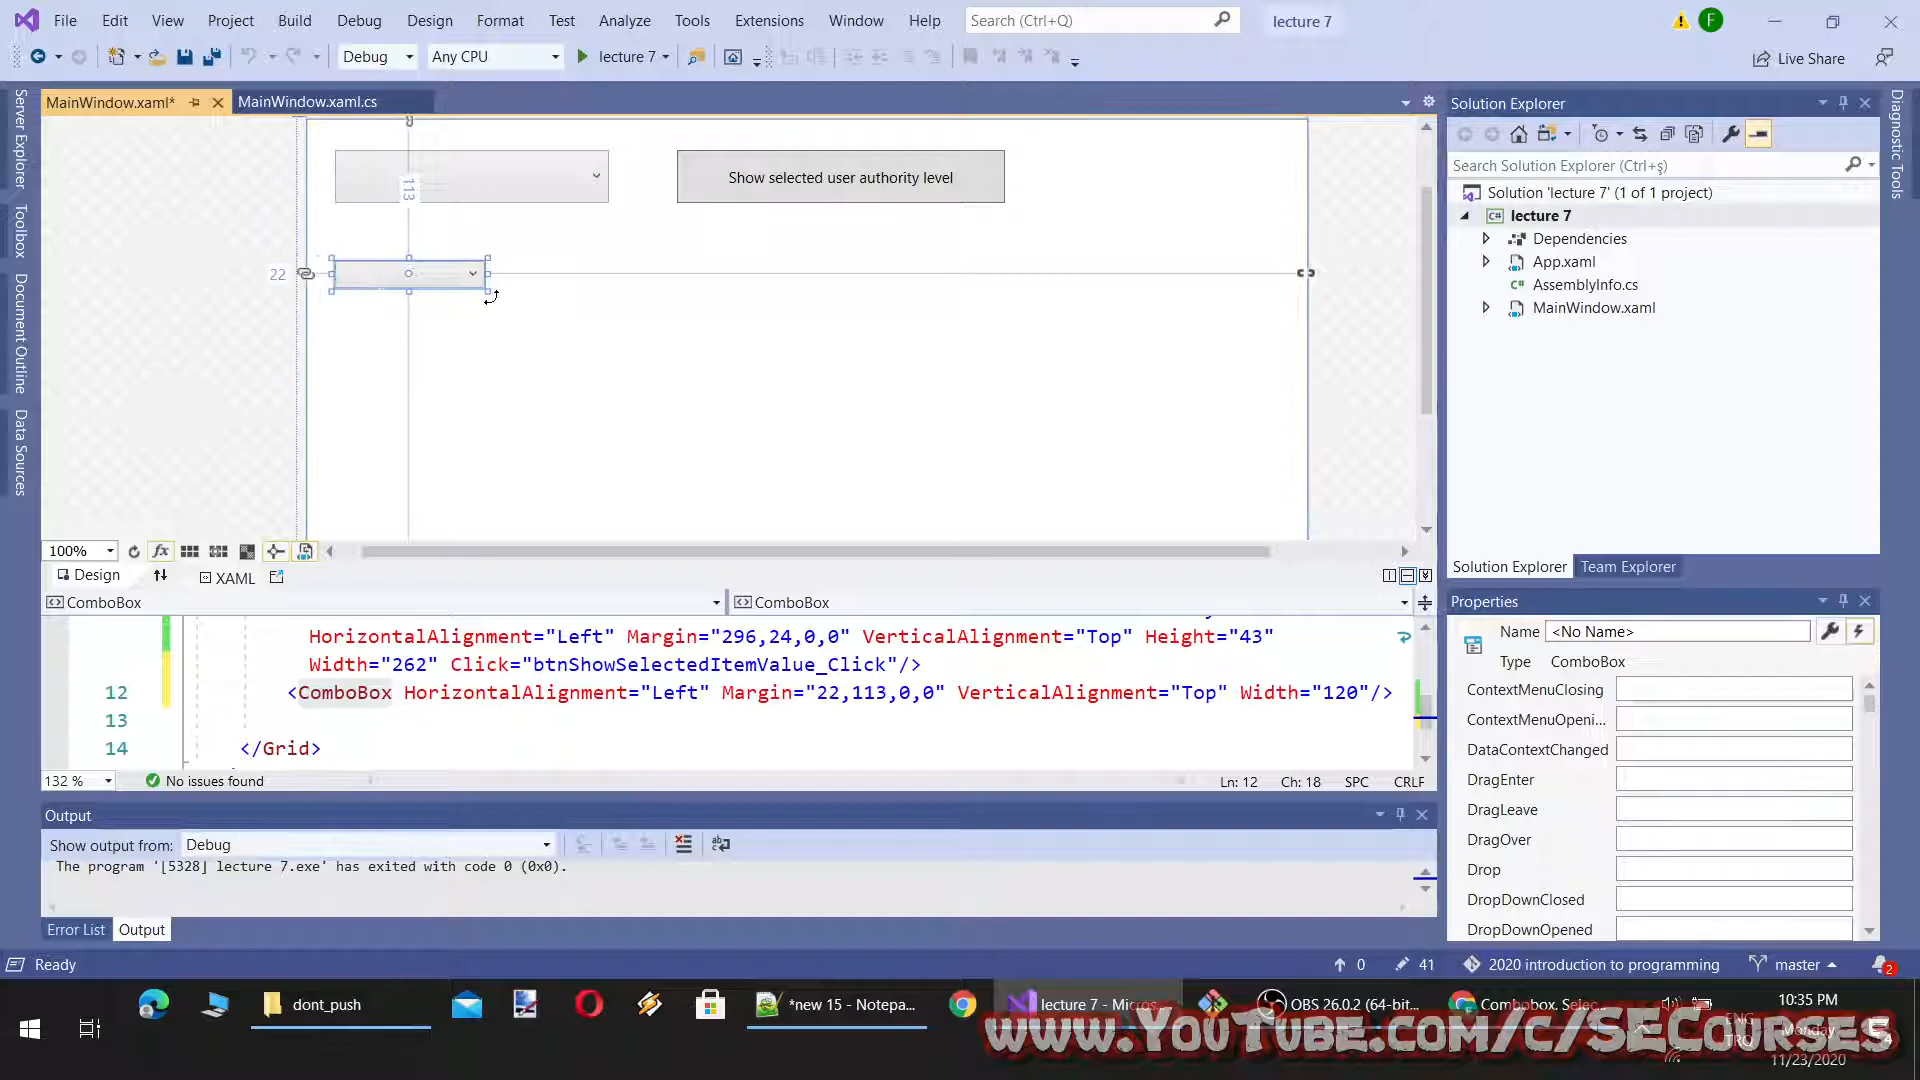 File Edit View Project Build Debug Design Format Test Analyze Tools Extensions Window Help Search (Ctrl+Q) lecture 7 F
Debug Any CPU lecture 7 Live Share
MainWindow.xaml* MainWindow.xaml.cs
Server Explorer
Toolbox
Document Outline
Data Sources
113
Show selected user authority level
22
100%
Design XAML
ComboBox ComboBox
HorizontalAlignment="Left" Margin="296,24,0,0" VerticalAlignment="Top" Height="43"
Width="262" Click="btnShowSelectedItemValue_Click"/>
12 <ComboBox HorizontalAlignment="Left" Margin="22,113,0,0" VerticalAlignment="Top" Width="120"/>
13
14 </Grid>
132 % No issues found Ln: 12 Ch: 18 SPC CRLF
Output
Show output from: Debug
The program '[5328] lecture 7.exe' has exited with code 0 (0x0).
Error List Output
Solution Explorer
Search Solution Explorer (Ctrl+ş)
Solution 'lecture 7' (1 of 1 project)
C# lecture 7
Dependencies
App.xaml
C# AssemblyInfo.cs
MainWindow.xaml
Solution Explorer Team Explorer
Diagnostic Tools
Properties
Name <No Name>
Type ComboBox
ContextMenuClosing
ContextMenuOpeni...
DataContextChanged
DragEnter
DragLeave
DragOver
Drop
DropDownClosed
DropDownOpened
Ready 0 41 2020 introduction to programming master 2
dont_push *new 15 - Notepa... lecture 7 - Micros... OBS 26.0.2 (64-bit... Combobox. Selec... 10:35 PM
ENG Monday
TRQ 11/23/2020
4
www.YouTube.com/c/SECourses